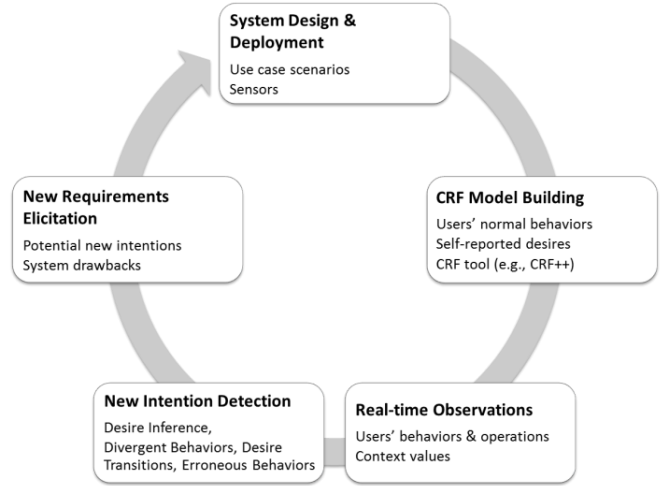 System Design &
Deployment
Use case scenarios
Sensors
CRF Model Building
Users' normal behaviors
Self-reported desires
CRF tool (e.g., CRF++)
Real-time Observations
Users' behaviors & operations
Context values
New Intention Detection
Desire Inference,
Divergent Behaviors, Desire
Transitions, Erroneous Behaviors
New Requirements
Elicitation
Potential new intentions
System drawbacks